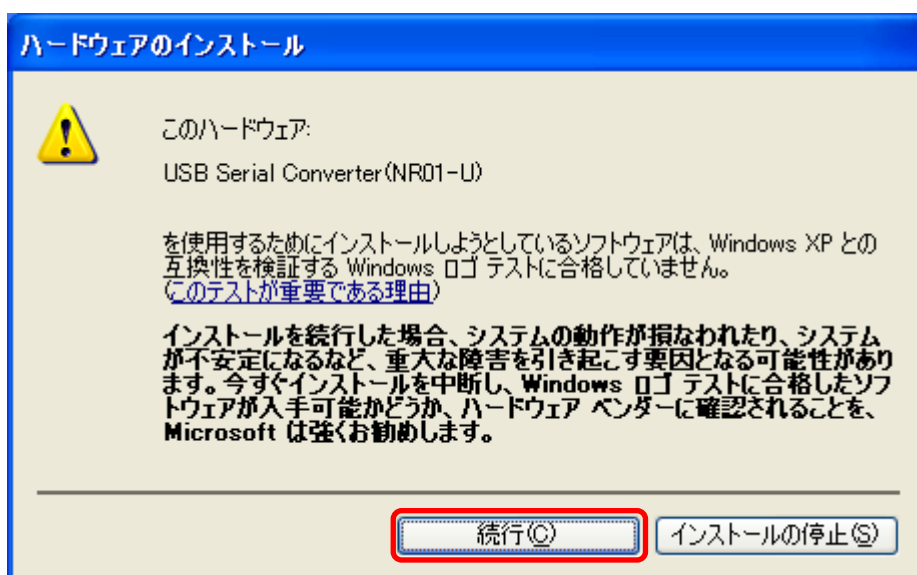 ハードウェアのインストール
このハードウェア:
USB Serial Converter(NR01-U)
を使用するためにインストールしようとしているソフトウェアは、Windows XP との
互換性を検証する Windows ロゴ テストに合格していません。
(このテストが重要である理由)
インストールを続行した場合、システムの動作が損なわれたり、システム
が不安定になるなど、重大な障害を引き起こす要因となる可能性があり
ます。今すぐインストールを中断し、Windows ロゴ テストに合格したソフ
トウェアが入手可能かどうか、ハードウェア ベンダーに確認されることを、
Microsoft は強くお勧めします。
続行(C)
インストールの停止(S)